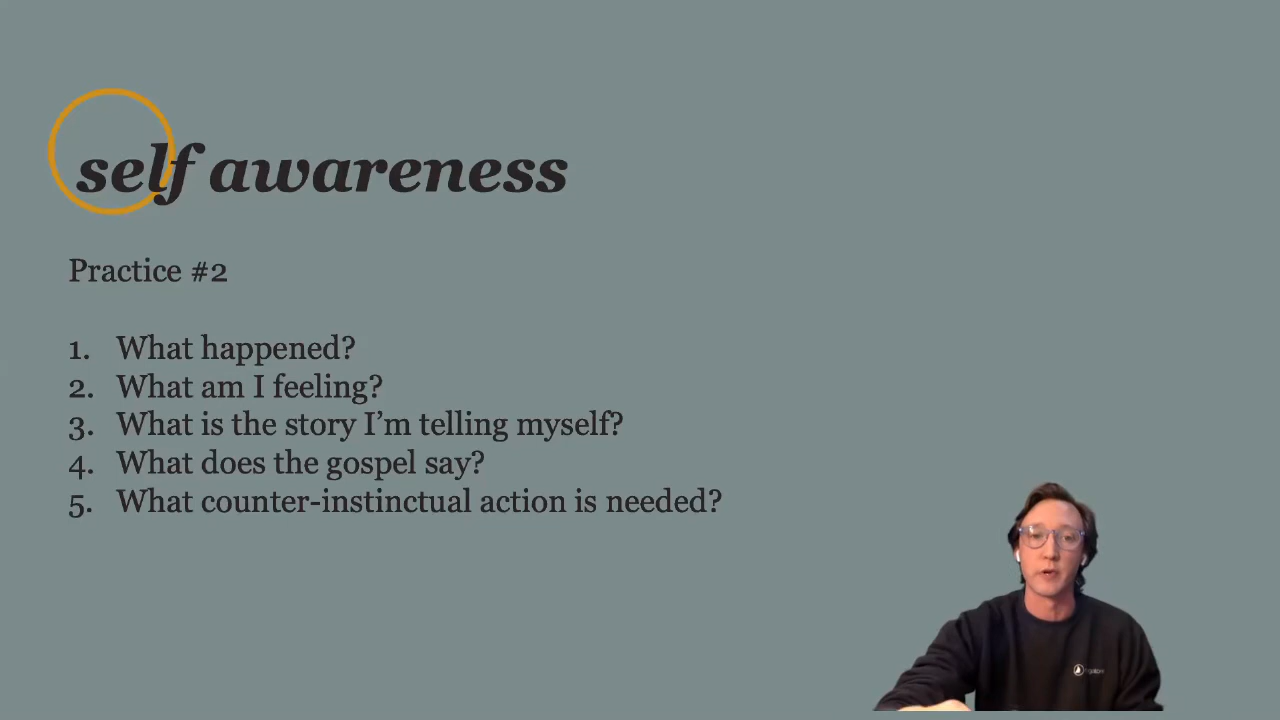 self awareness
Practice #2
1. What happened?
2. What am I feeling?
3. What is the story I’m telling myself?
4. What does the gospel say?
5. What counter-instinctual action is needed?